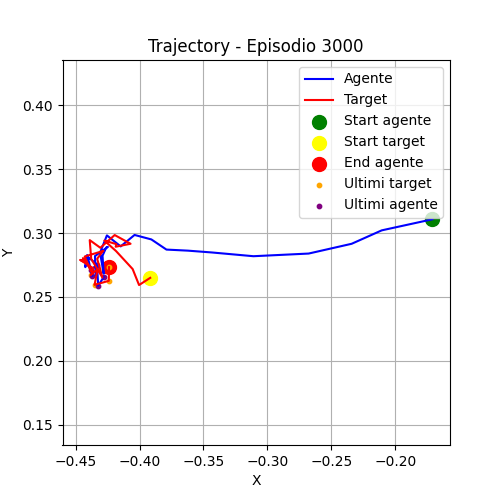 Trajectory - Episodio 3000
Agente
Target
Start agente
Start target
End agente
Ultimi target
Ultimi agente
Y
0.40
0.35
0.30
0.25
0.20
0.15
−0.45 −0.40 −0.35 −0.30 −0.25 −0.20
X